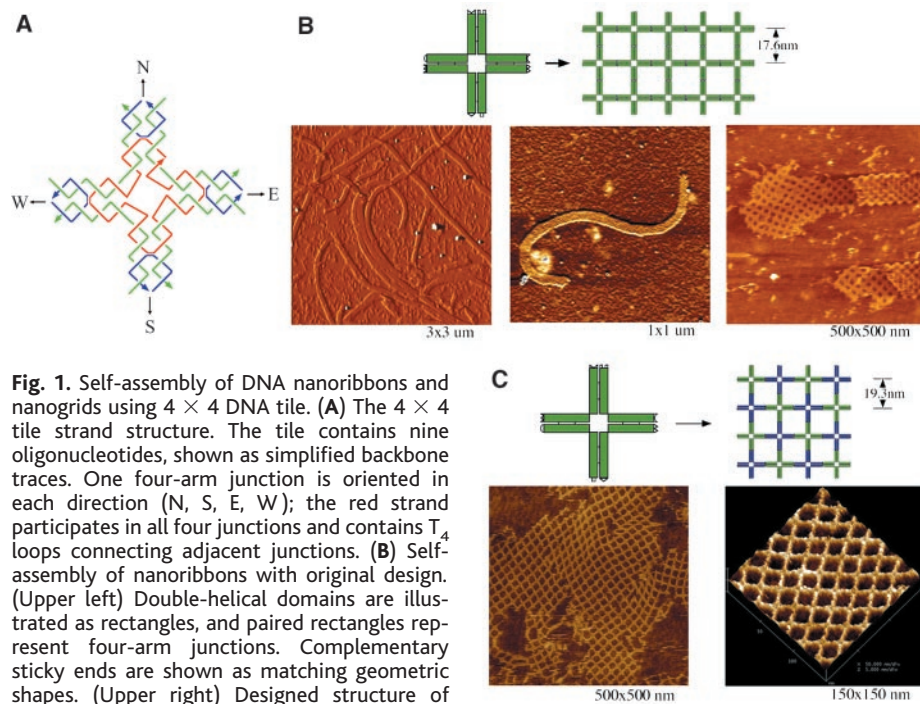 A
N
W
E
S
B
17.6nm
3x3 um
1x1 um
500x500 nm
Fig. 1. Self-assembly of DNA nanoribbons and
nanogrids using 4 × 4 DNA tile. (A) The 4 × 4
tile strand structure. The tile contains nine
oligonucleotides, shown as simplified backbone
traces. One four-arm junction is oriented in
each direction (N, S, E, W); the red strand
participates in all four junctions and contains T₄
loops connecting adjacent junctions. (B) Self-
assembly of nanoribbons with original design.
(Upper left) Double-helical domains are illus-
trated as rectangles, and paired rectangles rep-
resent four-arm junctions. Complementary
sticky ends are shown as matching geometric
shapes. (Upper right) Designed structure of
C
19.3nm
500x500 nm
150x150 nm